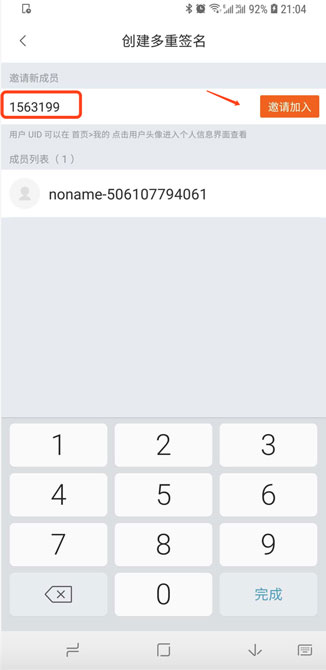 92% 21:04
创建多重签名
邀请新成员
1563199 邀请加入
用户 UID 可以在 首页>我的 点击用户头像进入个人信息界面查看
成员列表（ 1 ）
noname-506107794061
1 2 3
4 5 6
7 8 9
0 完成